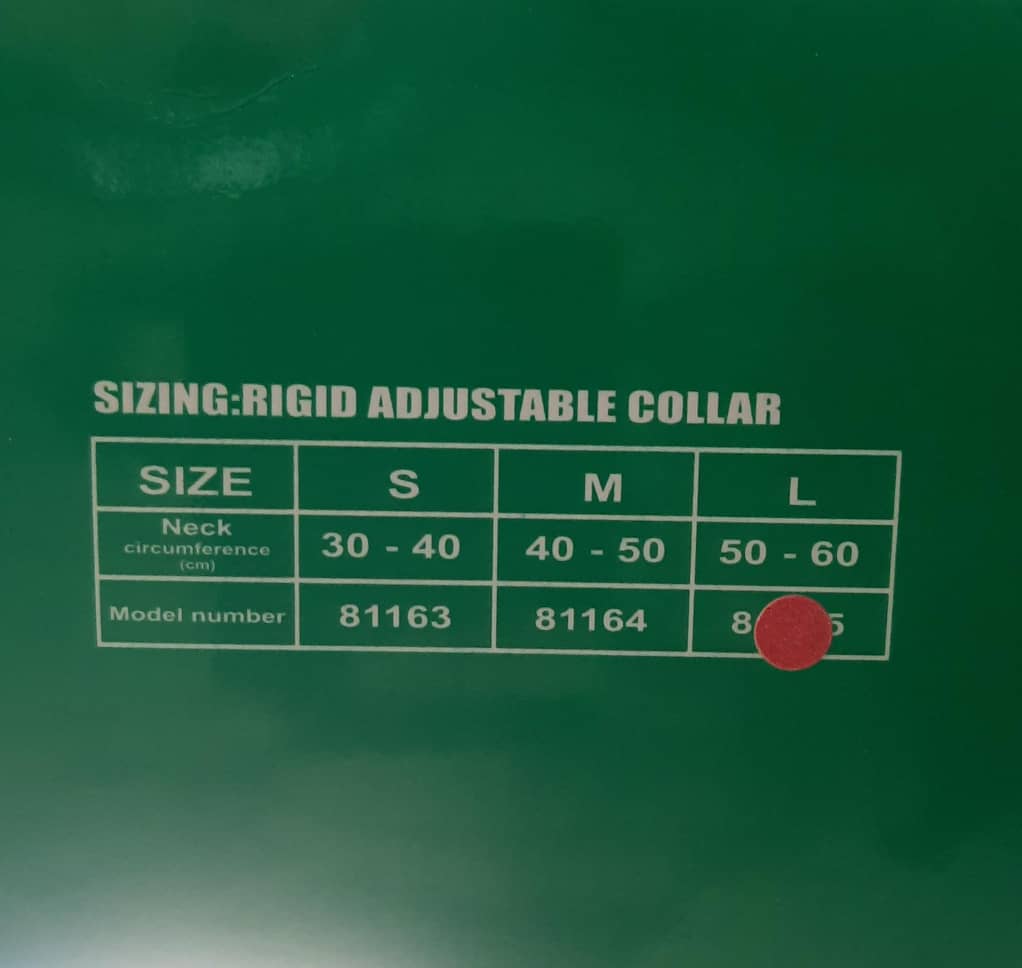 SIZING:RIGID ADJUSTABLE COLLAR
SIZE S M L
Neck circumference (cm) 30 - 40 40 - 50 50 - 60
Model number 81163 81164